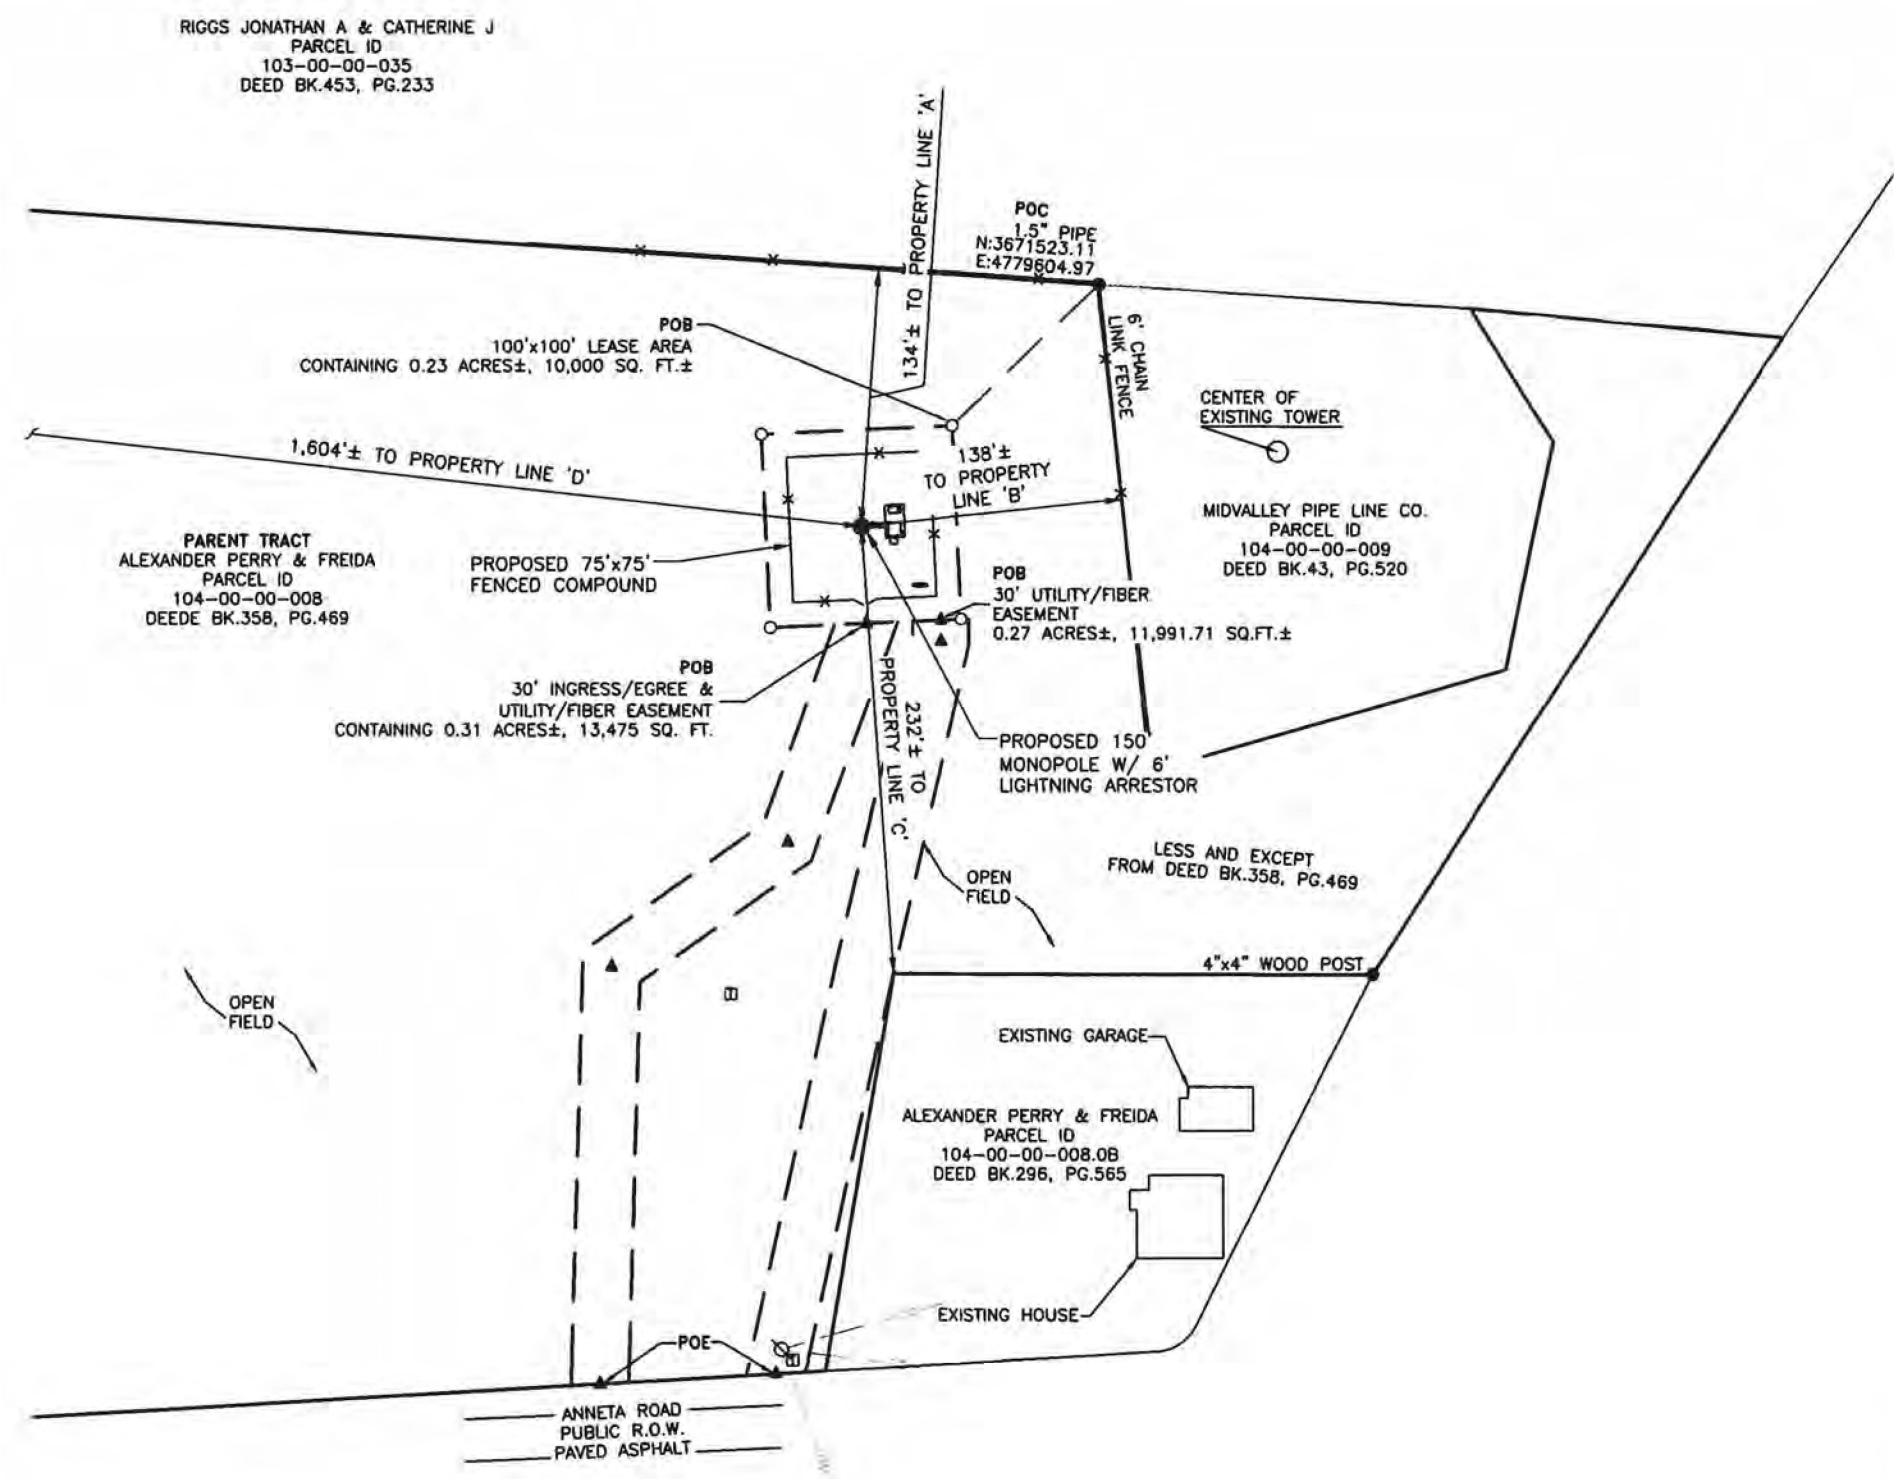 RIGGS JONATHAN A & CATHERINE J
PARCEL ID
103-00-00-035
DEED BK.453, PG.233
134'± TO PROPERTY LINE 'A'
POC
1.5" PIPE
N:3671523.11
E:4779604.97
6' CHAIN
LINK FENCE
POB
100'x100' LEASE AREA
CONTAINING 0.23 ACRES±, 10,000 SQ. FT.±
CENTER OF
EXISTING TOWER
1,604'± TO PROPERTY LINE 'D'
138'±
TO PROPERTY
LINE 'B'
MIDVALLEY PIPE LINE CO.
PARCEL ID
104-00-00-009
DEED BK.43, PG.520
PARENT TRACT
ALEXANDER PERRY & FREIDA
PARCEL ID
104-00-00-008
DEEDE BK.358, PG.469
PROPOSED 75'x75'
FENCED COMPOUND
POB
30' UTILITY/FIBER
EASEMENT
0.27 ACRES±, 11,991.71 SQ.FT.±
POB
30' INGRESS/EGREE &
UTILITY/FIBER EASEMENT
CONTAINING 0.31 ACRES±, 13,475 SQ. FT.
232'± TO
PROPERTY LINE 'C'
PROPOSED 150'
MONOPOLE W/ 6'
LIGHTNING ARRESTOR
LESS AND EXCEPT
FROM DEED BK.358, PG.469
OPEN
FIELD
4"x4" WOOD POST
OPEN
FIELD
EXISTING GARAGE
ALEXANDER PERRY & FREIDA
PARCEL ID
104-00-00-008.0B
DEED BK.296, PG.565
EXISTING HOUSE
POE
ANNETA ROAD
PUBLIC R.O.W.
PAVED ASPHALT